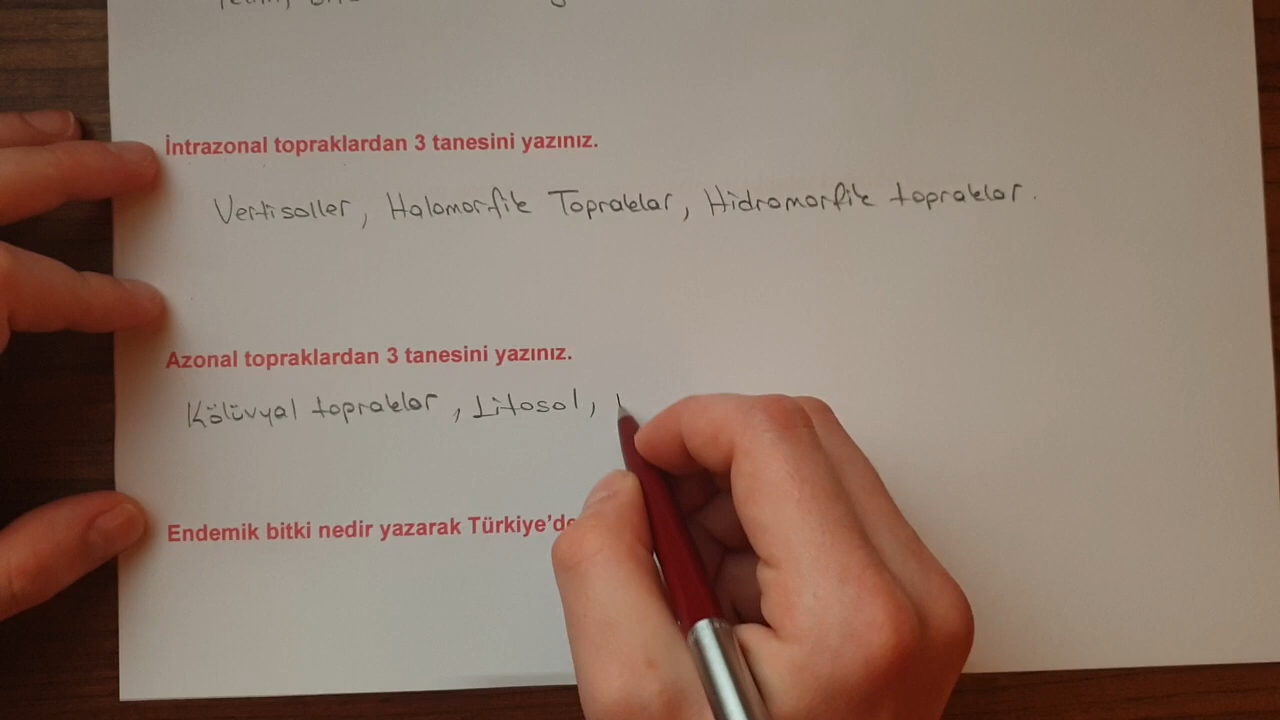 İntrazonal topraklardan 3 tanesini yazınız.
Vertisoller, Halomorfik Topraklar, Hidromorfik topraklar.
Azonal topraklardan 3 tanesini yazınız.
Kölüvyal topraklar, Litosol,
Endemik bitki nedir yazarak Türkiye'de